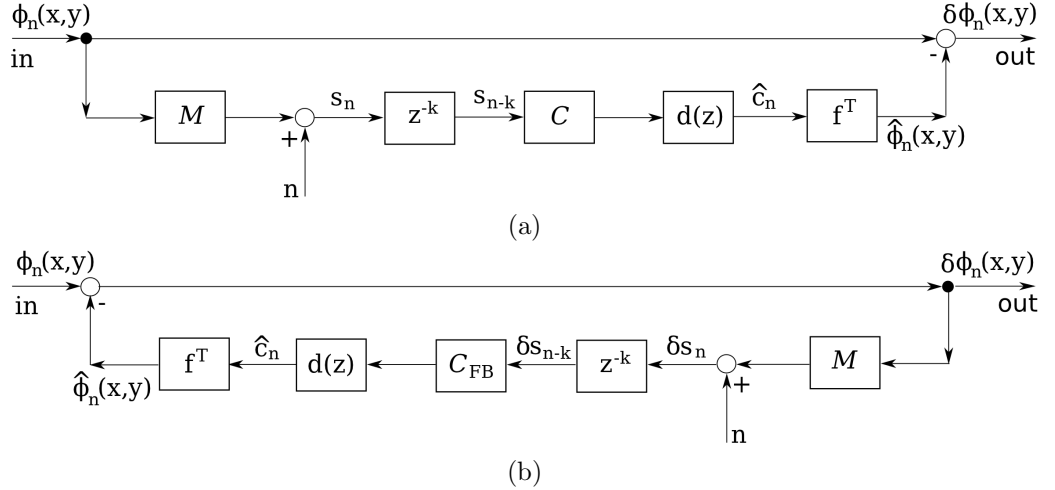 ϕn(x,y) δϕn(x,y)
in out
M + sn z-k sn-k C d(z) ĉn fT -
ϕ̂n(x,y)
n
(a)
ϕn(x,y) δϕn(x,y)
in - out
fT ĉn d(z) CFB δsn-k z-k δsn + M
ϕ̂n(x,y)
n
(b)